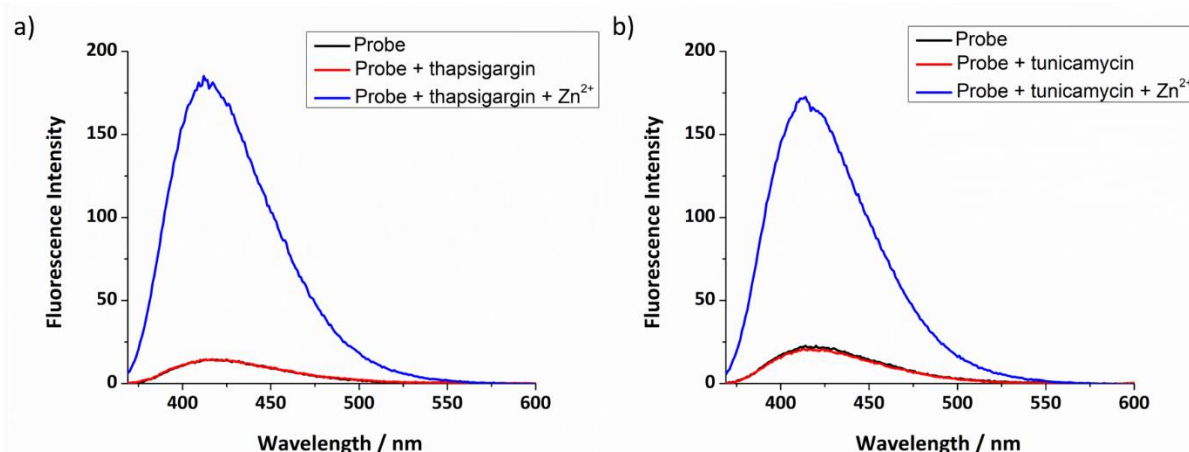 a)
Probe
Probe + thapsigargin
Probe + thapsigargin + Zn²⁺
200
150
100
50
0
400
450
500
550
600
Fluorescence Intensity
Wavelength / nm
b)
Probe
Probe + tunicamycin
Probe + tunicamycin + Zn²⁺
200
150
100
50
0
400
450
500
550
600
Fluorescence Intensity
Wavelength / nm